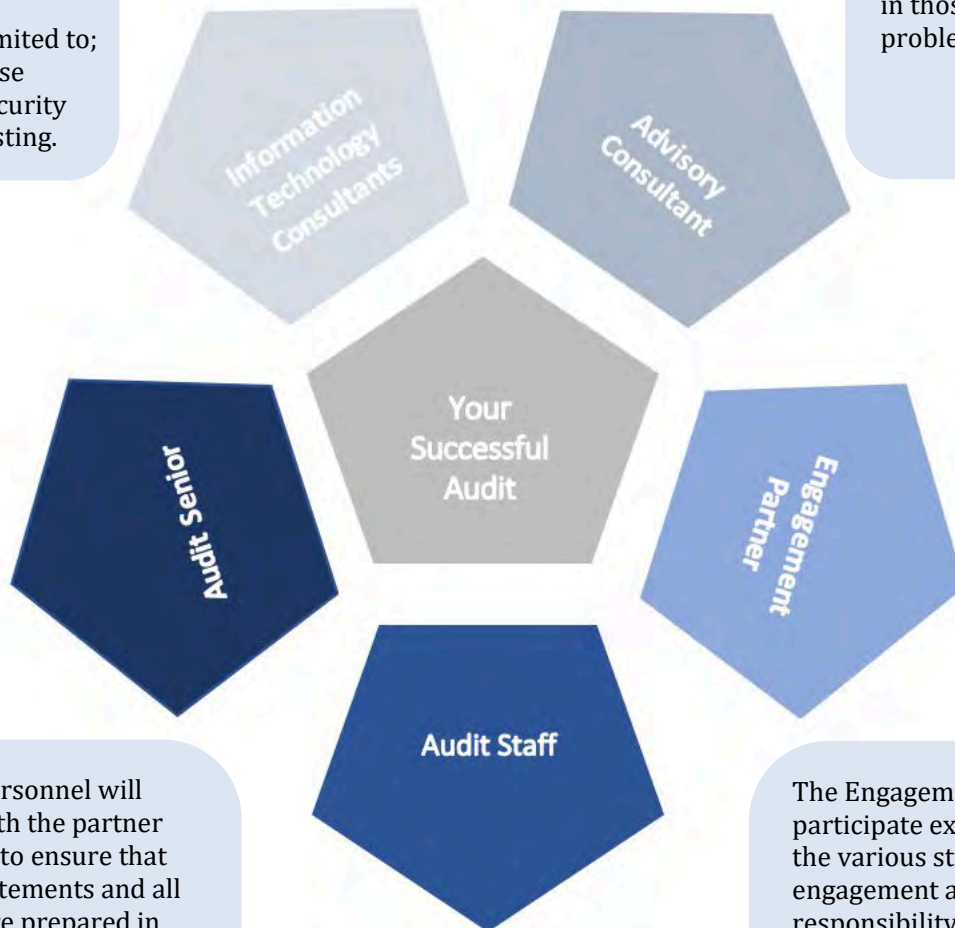 mited to;
se
curity
sting.
in those
proble
Information
Technology
Consultants
Advisory
Consultant
Your
Successful
Audit
Audit Senior
Engagement
Partner
Audit Staff
rsonnel will
th the partner
to ensure that
tements and all
e prepared in
The Engagem
participate ex
the various st
engagement a
responsibility